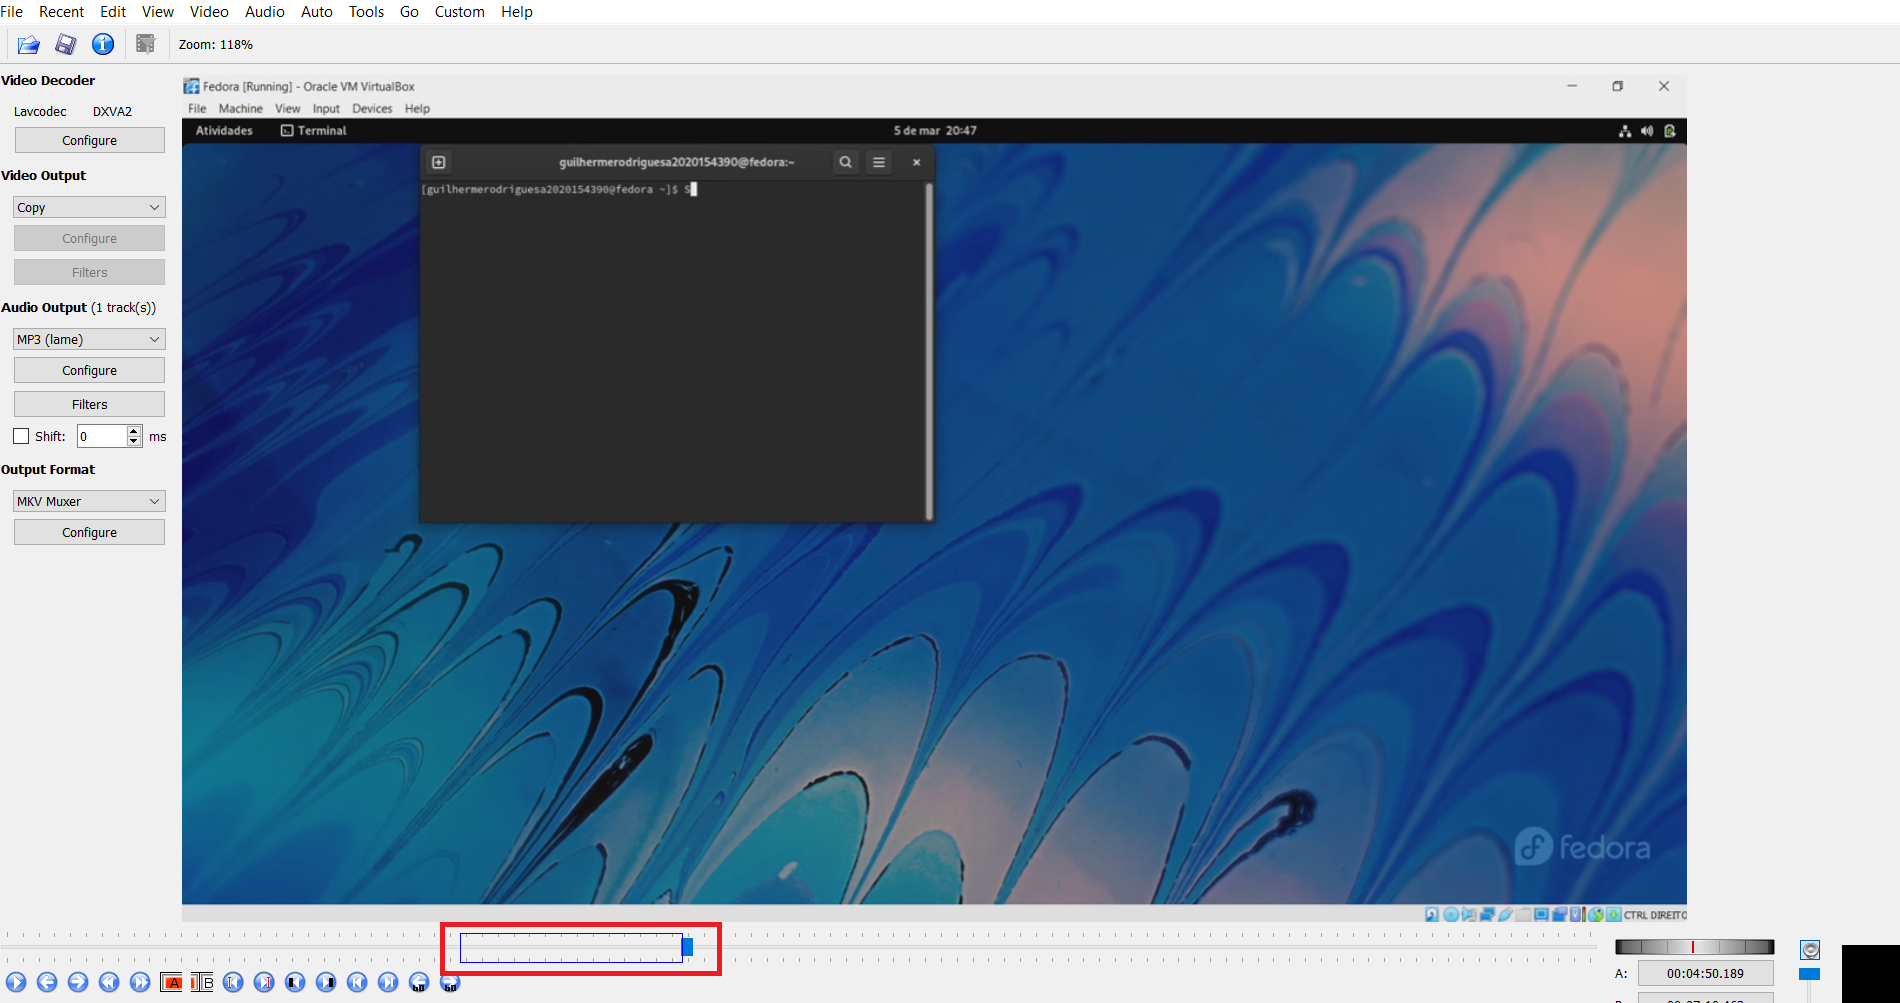 File Recent Edit View Video Audio Auto Tools Go Custom Help
Zoom: 118%
Video Decoder
Lavcodec DXVA2
Configure
Video Output
Copy
Configure
Filters
Audio Output (1 track(s))
MP3 (lame)
Configure
Filters
Shift: 0 ms
Output Format
MKV Muxer
Configure
Fedora [Running] - Oracle VM VirtualBox
File Machine View Input Devices Help
Atividades Terminal 5 de mar 20:47
guilhermerodriguesa2020154390@fedora:~
[guilhermerodriguesa2020154390@fedora ~]$ S
fedora
CTRL DIREITO
A B 60 60
A: 00:04:50.189